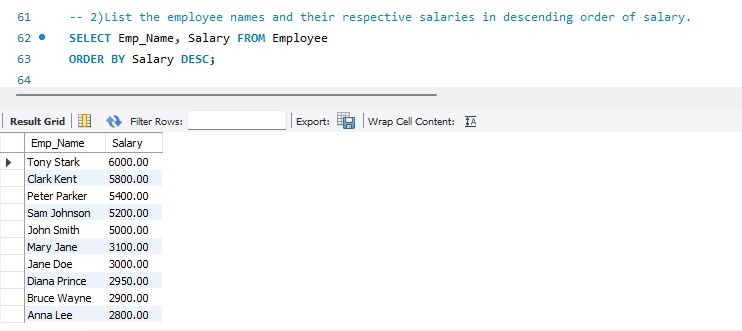 61 -- 2)List the employee names and their respective salaries in descending order of salary.
62 SELECT Emp_Name, Salary FROM Employee
63 ORDER BY Salary DESC;
64
Result Grid Filter Rows: Export: Wrap Cell Content: IA
Emp_Name Salary
Tony Stark 6000.00
Clark Kent 5800.00
Peter Parker 5400.00
Sam Johnson 5200.00
John Smith 5000.00
Mary Jane 3100.00
Jane Doe 3000.00
Diana Prince 2950.00
Bruce Wayne 2900.00
Anna Lee 2800.00